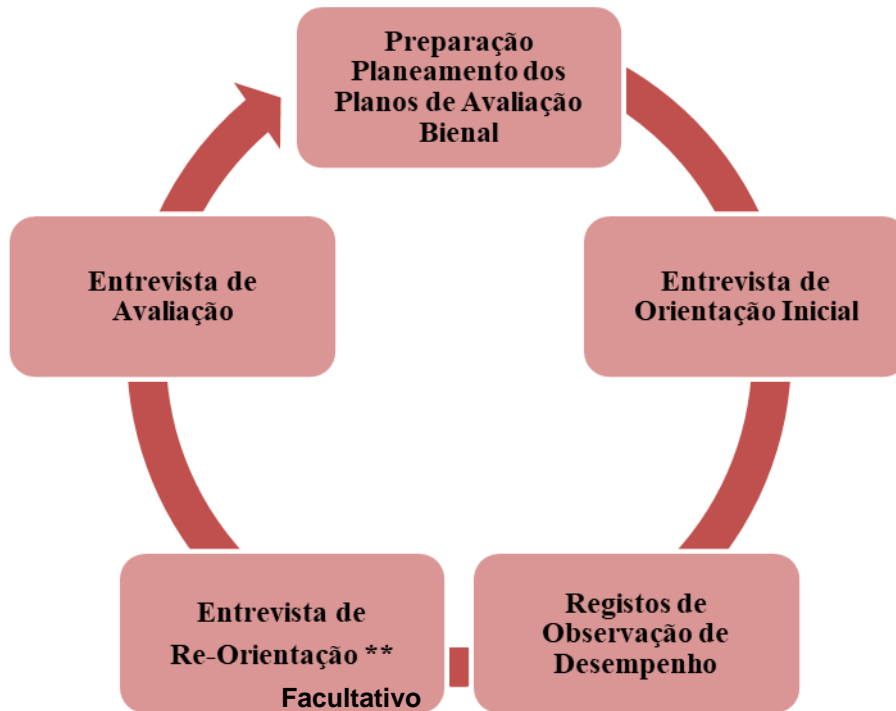 Preparação
Planeamento dos
Planos de Avaliação
Bienal
Entrevista de
Orientação Inicial
Registos de
Observação de
Desempenho
Entrevista de
Re-Orientação **
Facultativo
Entrevista de
Avaliação